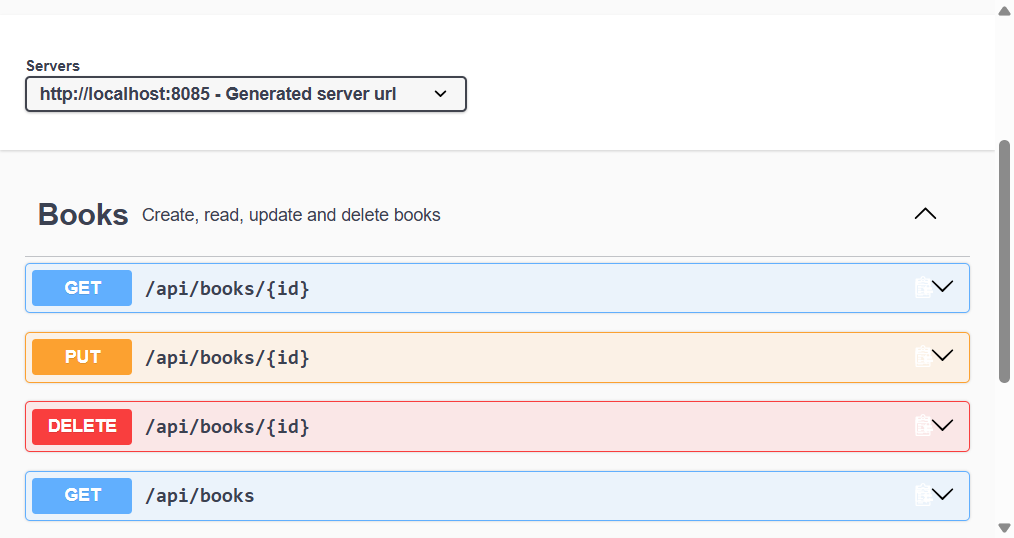 Servers
http://localhost:8085 - Generated server url
Books Create, read, update and delete books
GET /api/books/{id}
PUT /api/books/{id}
DELETE /api/books/{id}
GET /api/books